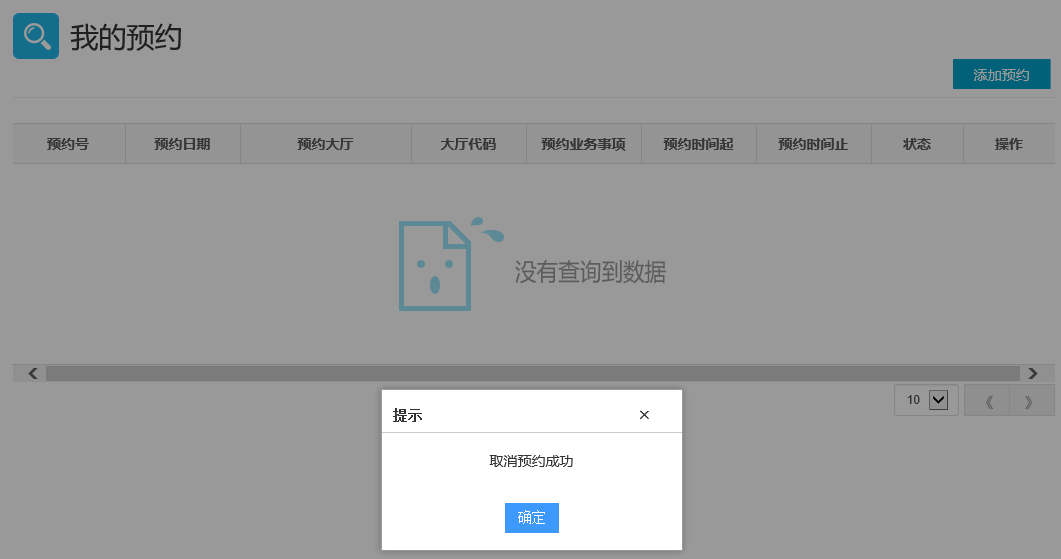 我的预约
添加预约
预约号 预约日期 预约大厅 大厅代码 预约业务事项 预约时间起 预约时间止 状态 操作
没有查询到数据
10 《 》
提示 ×
取消预约成功
确定